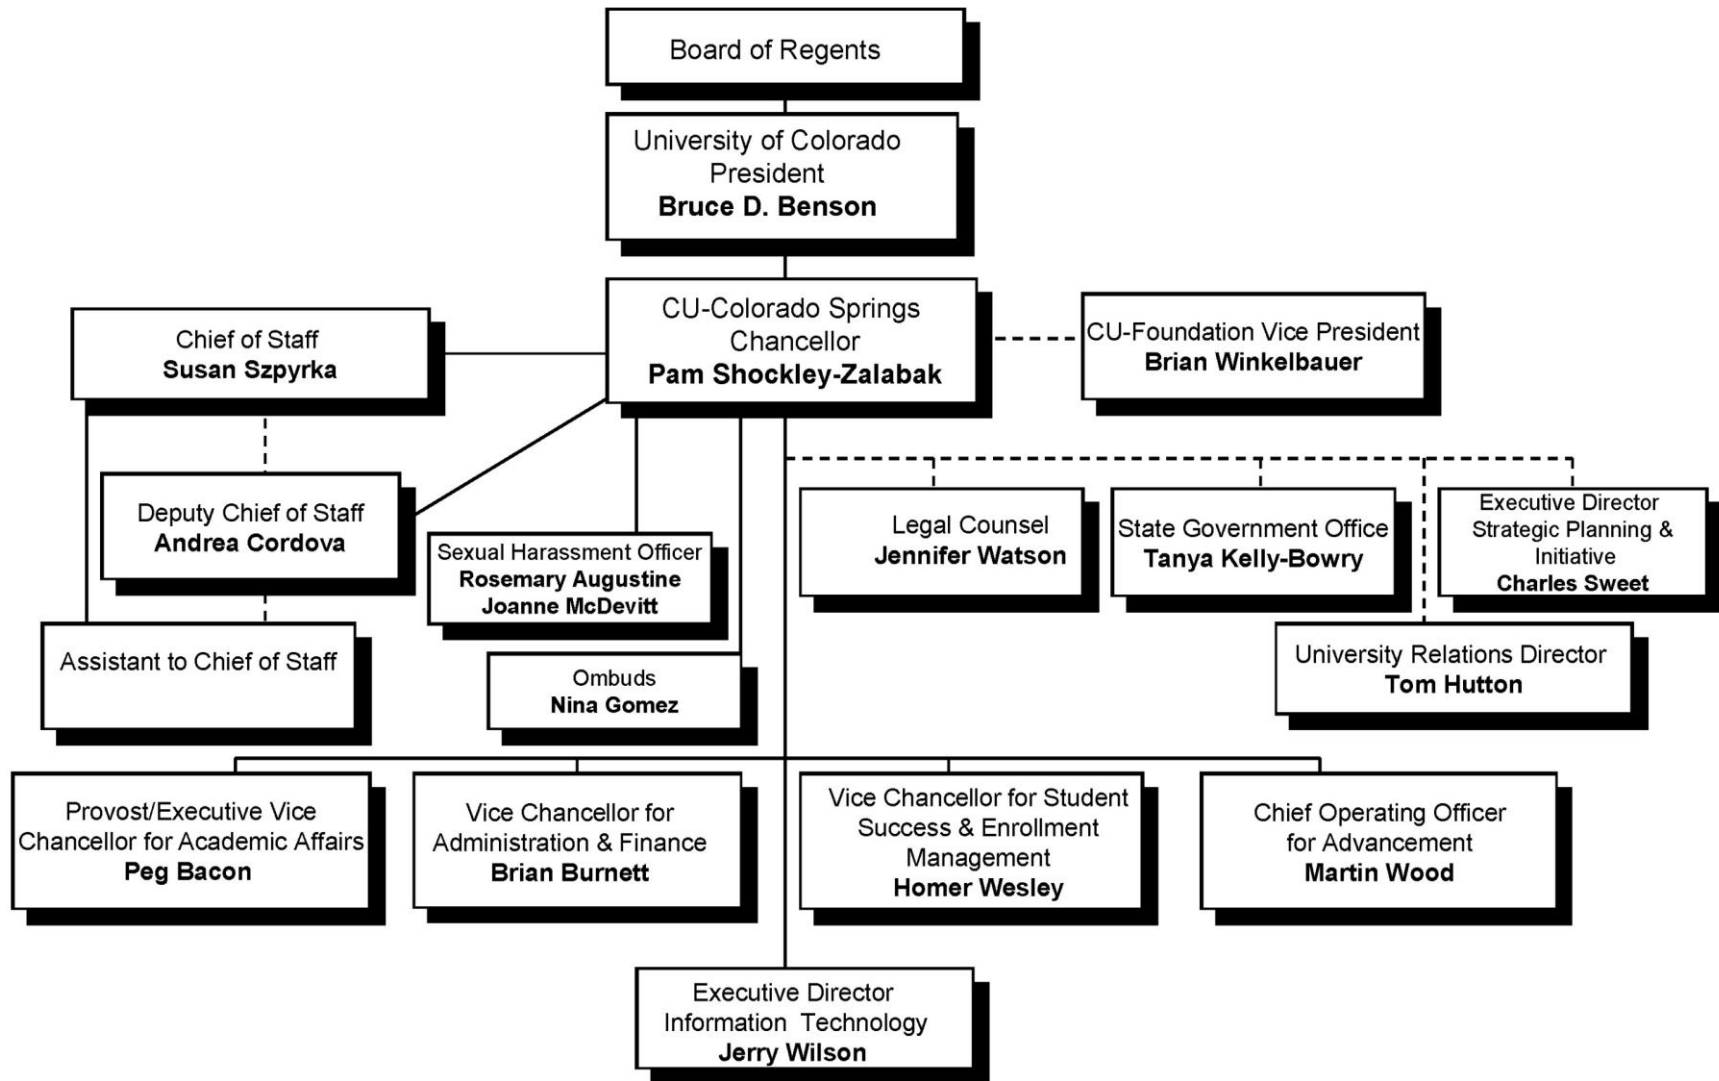 Board of Regents
University of Colorado
President
Bruce D. Benson
CU-Colorado Springs
Chancellor
Pam Shockley-Zalabak
Chief of Staff
Susan Szpyrka
CU-Foundation Vice President
Brian Winkelbauer
Deputy Chief of Staff
Andrea Cordova
Sexual Harassment Officer
Rosemary Augustine
Joanne McDevitt
Legal Counsel
Jennifer Watson
State Government Office
Tanya Kelly-Bowry
Executive Director
Strategic Planning &
Initiative
Charles Sweet
Assistant to Chief of Staff
Ombuds
Nina Gomez
University Relations Director
Tom Hutton
Provost/Executive Vice
Chancellor for Academic Affairs
Peg Bacon
Vice Chancellor for
Administration & Finance
Brian Burnett
Vice Chancellor for Student
Success & Enrollment
Management
Homer Wesley
Chief Operating Officer
for Advancement
Martin Wood
Executive Director
Information Technology
Jerry Wilson